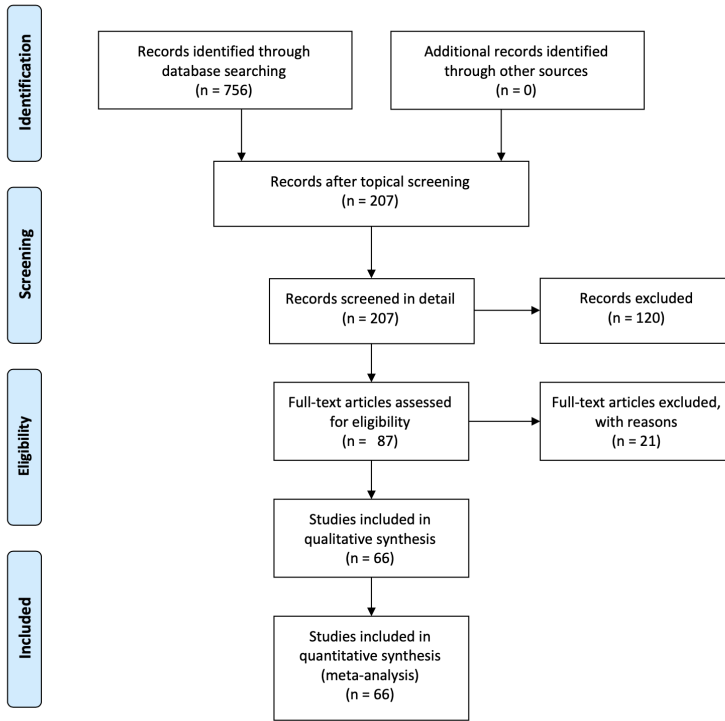 Identification
Records identified through
database searching
(n = 756)
Additional records identified
through other sources
(n = 0)
Records after topical screening
(n = 207)
Screening
Records screened in detail
(n = 207)
Records excluded
(n = 120)
Eligibility
Full-text articles assessed
for eligibility
(n =   87)
Full-text articles excluded,
with reasons
(n = 21)
Studies included in
qualitative synthesis
(n = 66)
Included
Studies included in
quantitative synthesis
(meta-analysis)
(n = 66)